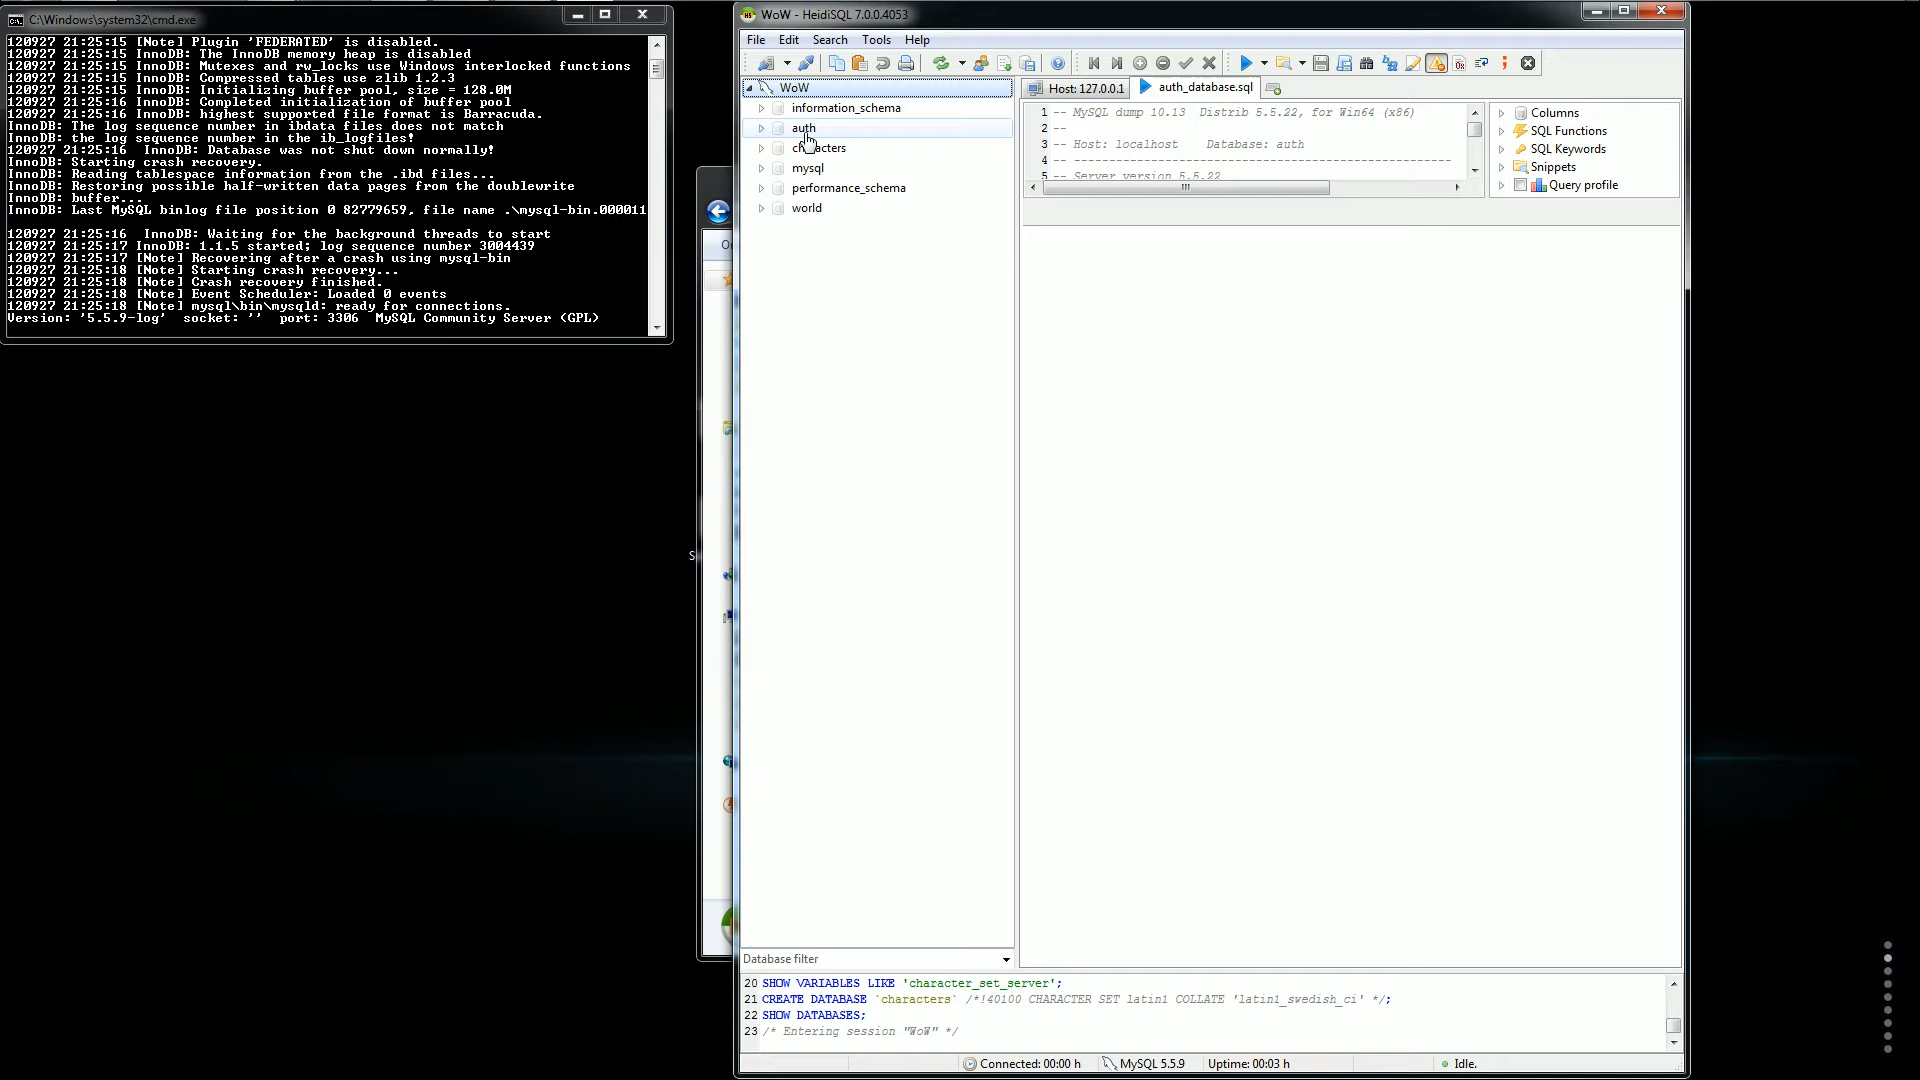 C:\Windows\system32\cmd.exe
120927 21:25:15 [Note] Plugin 'FEDERATED' is disabled.
120927 21:25:15 InnoDB: The InnoDB memory heap is disabled
120927 21:25:15 InnoDB: Mutexes and rw_locks use Windows interlocked functions
120927 21:25:15 InnoDB: Compressed tables use zlib 1.2.3
120927 21:25:15 InnoDB: Initializing buffer pool, size = 128.0M
120927 21:25:16 InnoDB: Completed initialization of buffer pool
120927 21:25:16 InnoDB: highest supported file format is Barracuda.
InnoDB: The log sequence number in ibdata files does not match
InnoDB: the log sequence number in the ib_logfiles!
120927 21:25:16  InnoDB: Database was not shut down normally!
InnoDB: Starting crash recovery.
InnoDB: Reading tablespace information from the .ibd files...
InnoDB: Restoring possible half-written data pages from the doublewrite
InnoDB: buffer...
InnoDB: Last MySQL binlog file position 0 82779659, file name .\mysql-bin.000011
120927 21:25:16  InnoDB: Waiting for the background threads to start
120927 21:25:17 InnoDB: 1.1.5 started; log sequence number 3004439
120927 21:25:17 [Note] Recovering after a crash using mysql-bin
120927 21:25:18 [Note] Starting crash recovery...
120927 21:25:18 [Note] Crash recovery finished.
120927 21:25:18 [Note] Event Scheduler: Loaded 0 events
120927 21:25:18 [Note] mysql\bin\mysqld: ready for connections.
Version: '5.5.9-log'  socket: ''  port: 3306  MySQL Community Server (GPL)
WoW - HeidiSQL 7.0.0.4053
File Edit Search Tools Help
WoW
information_schema
auth
characters
mysql
performance_schema
world
Database filter
Host: 127.0.0.1
auth_database.sql
1 -- MySQL dump 10.13  Distrib 5.5.22, for Win64 (x86)
2 --
3 -- Host: localhost    Database: auth
4 -- ------------------------------------------------------
5 -- Server version 5.5.22
Columns
SQL Functions
SQL Keywords
Snippets
Query profile
20 SHOW VARIABLES LIKE 'character_set_server';
21 CREATE DATABASE `characters` /*!40100 CHARACTER SET latin1 COLLATE 'latin1_swedish_ci' */;
22 SHOW DATABASES;
23 /* Entering session "WoW" */
Connected: 00:00 h
MySQL 5.5.9
Uptime: 00:03 h
Idle.